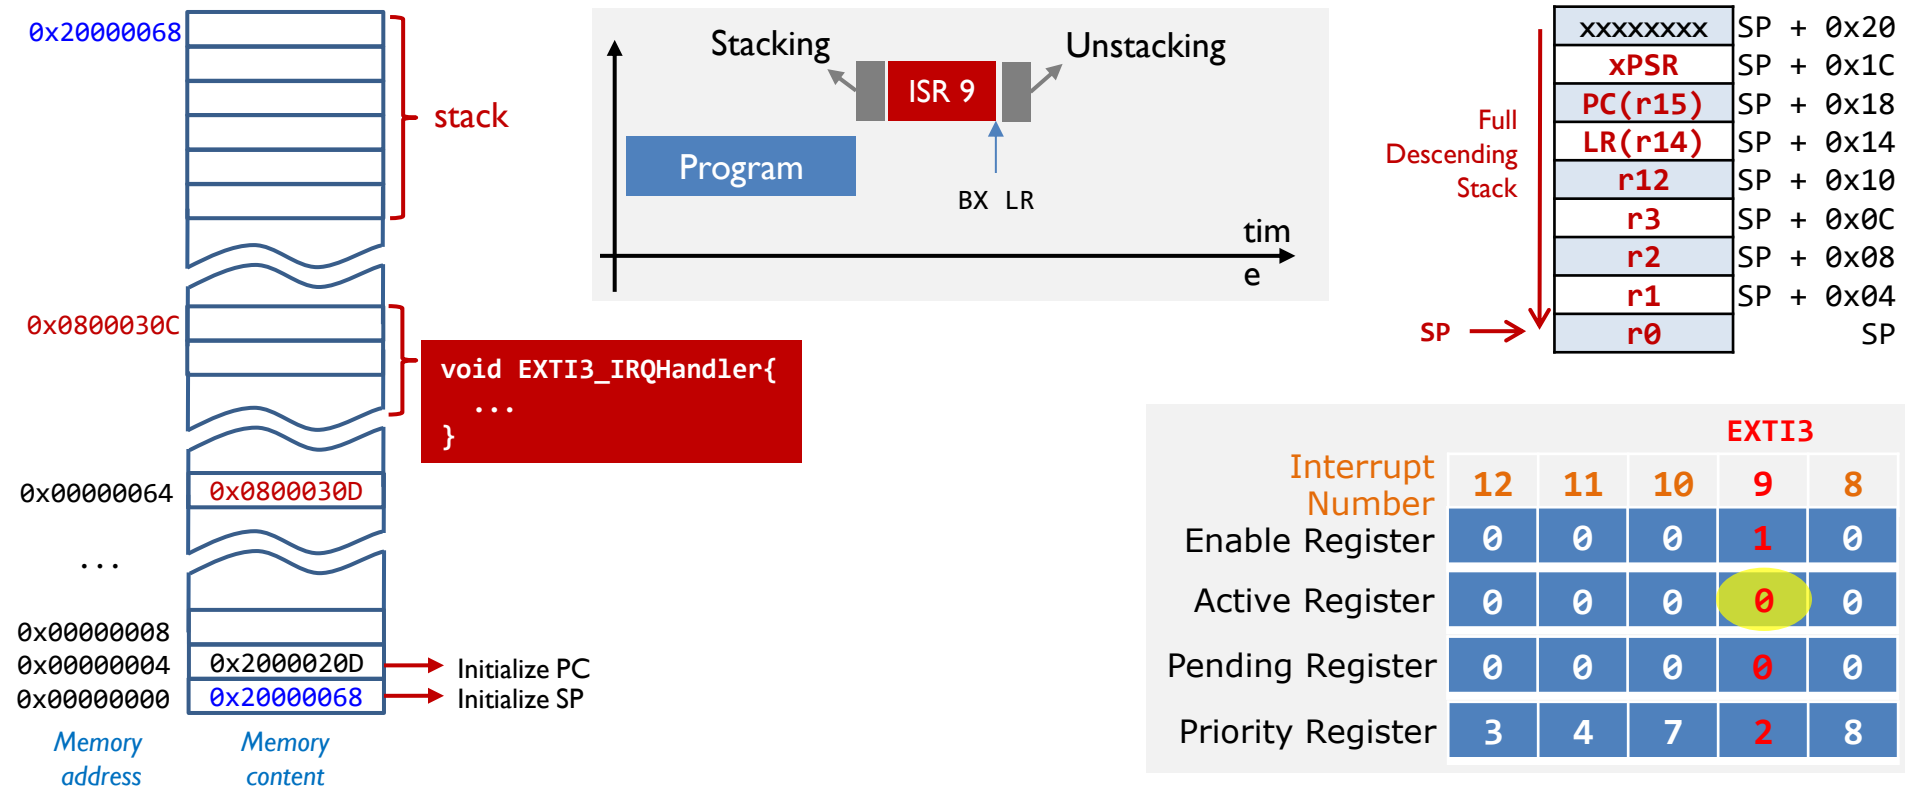 0x20000068
stack
0x0800030C
void EXTI3_IRQHandler{
...
}
0x00000064 0x0800030D
...
0x00000008
0x00000004 0x2000020D Initialize PC
0x00000000 0x20000068 Initialize SP
Memory address
Memory content
Stacking
Unstacking
ISR 9
Program
BX LR
tim
e
Full
Descending
Stack
xxxxxxxx SP + 0x20
xPSR SP + 0x1C
PC(r15) SP + 0x18
LR(r14) SP + 0x14
r12 SP + 0x10
r3 SP + 0x0C
r2 SP + 0x08
r1 SP + 0x04
SP r0 SP
EXTI3
Interrupt
Number 12 11 10 9 8
Enable Register 0 0 0 1 0
Active Register 0 0 0 0 0
Pending Register 0 0 0 0 0
Priority Register 3 4 7 2 8